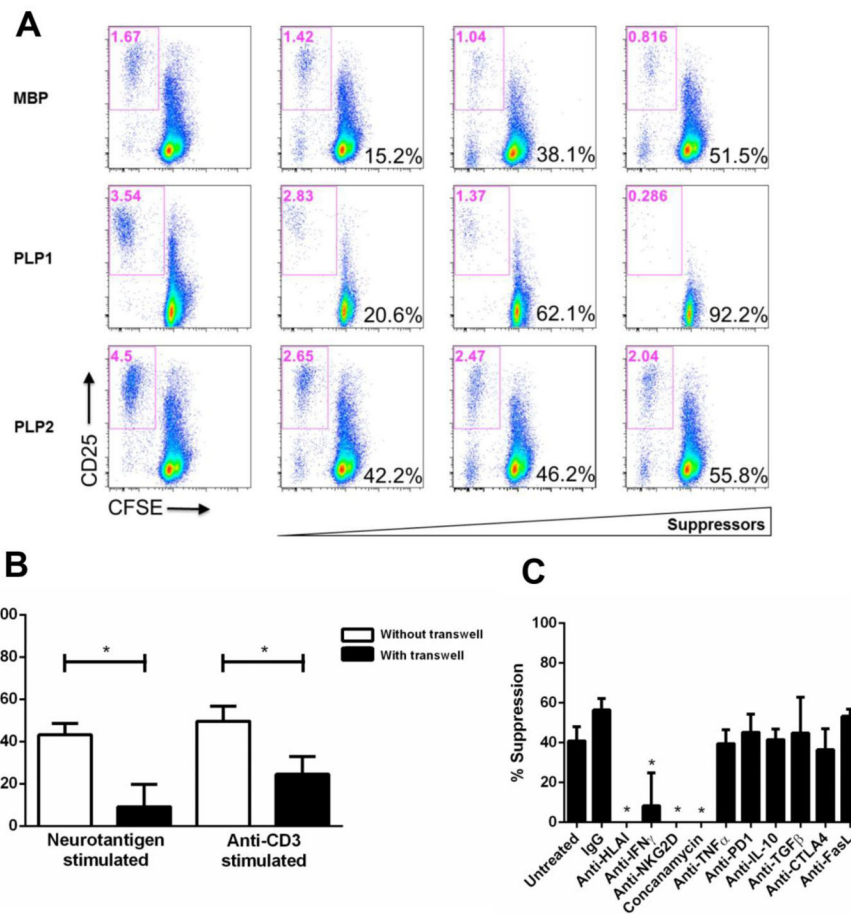 A
MBP
1.67
1.42
1.04
0.816
15.2%
38.1%
51.5%
PLP1
3.54
2.83
1.37
0.286
20.6%
62.1%
92.2%
PLP2
4.5
2.65
2.47
2.04
42.2%
46.2%
55.8%
CD25
CFSE
Suppressors
B
00
80
60
40
20
0
*
*
Without transwell
With transwell
Neurotantigen
stimulated
Anti-CD3
stimulated
C
% Suppression
100
80
60
40
20
0
*
*
*
*
Untreated
IgG
Anti-HLAI
Anti-IFNγ
Anti-NKG2D
Concanamycin
Anti-TNFα
Anti-PD1
Anti-IL-10
Anti-TGFβ
Anti-CTLA4
Anti-FasL